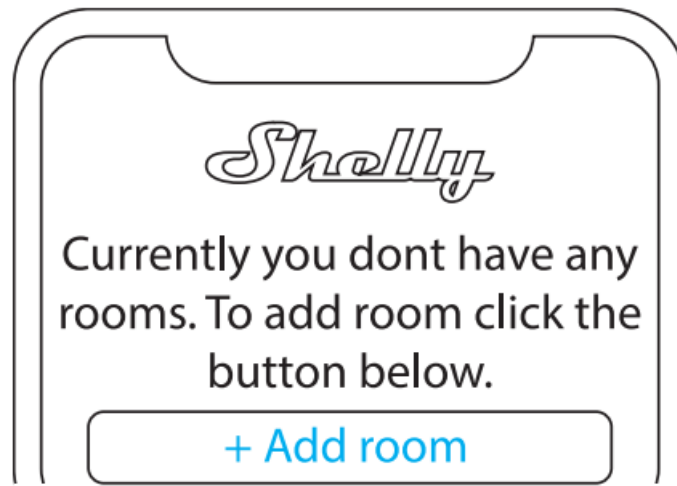 Shelly
Currently you dont have any
rooms. To add room click the
button below.
+ Add room